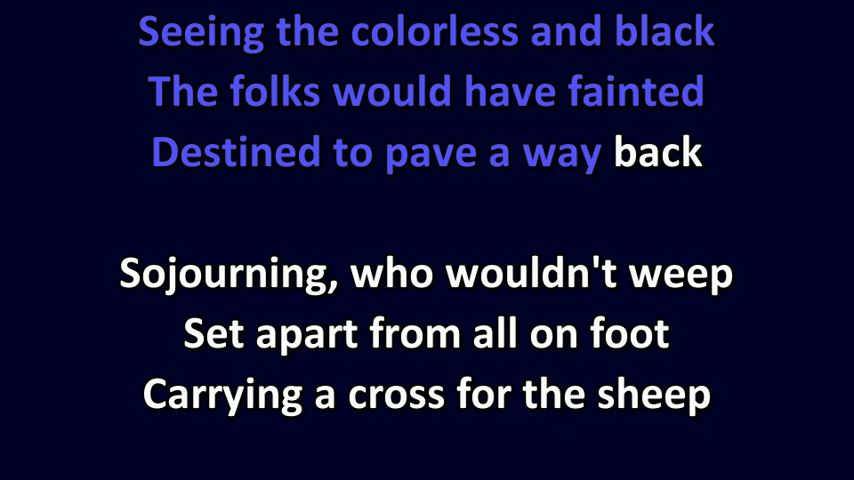 Seeing the colorless and black
The folks would have fainted
Destined to pave a way back
Sojourning, who wouldn't weep
Set apart from all on foot
Carrying a cross for the sheep